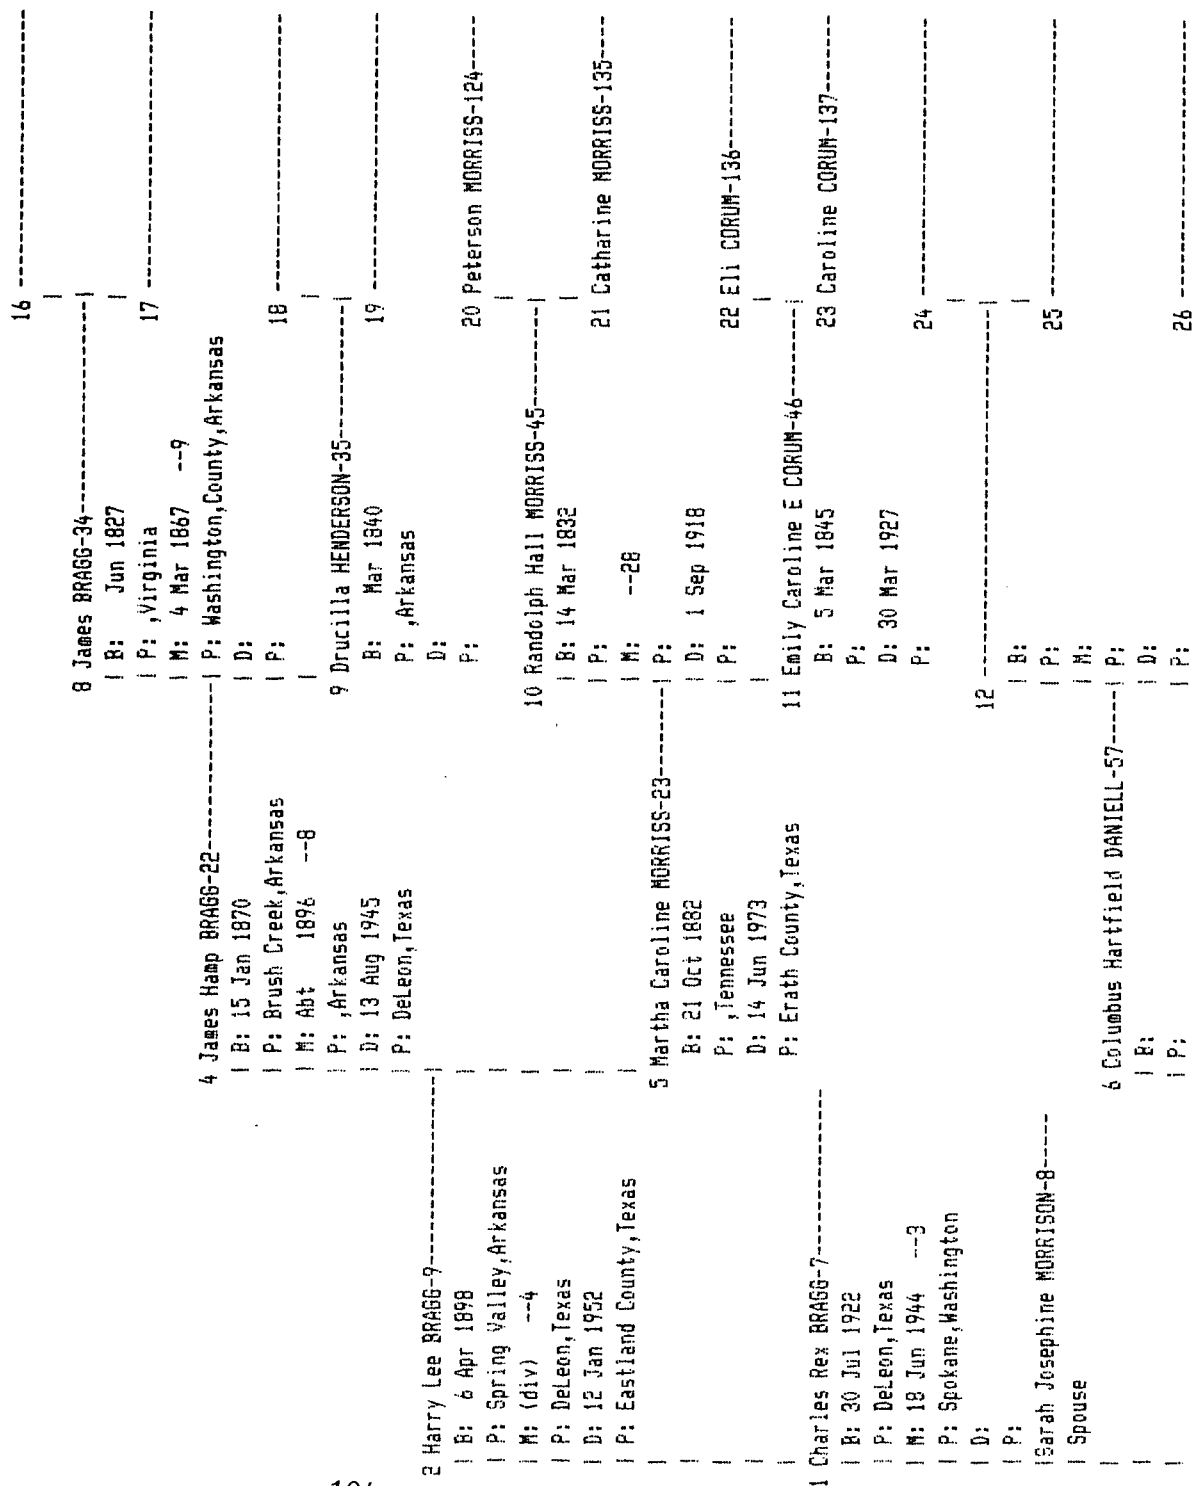 16 --------------------------
|
8 James BRAGG-34----------------------|
| B: Jun 1827 |
| P: ,Virginia 17 --------------------------
| M: 4 Mar 1867 --9
4 James Hamp BRAGG-22-----------------| P: Washington,County,Arkansas
| B: 15 Jan 1870 | D:
| P: Brush Creek,Arkansas | P: 18 --------------------------
| M: Abt 1896 --8 | |
| P: ,Arkansas 9 Drucilla HENDERSON-35----------------|
| D: 13 Aug 1945 B: Mar 1840 19 --------------------------
| P: DeLeon,Texas P: ,Arkansas
2 Harry Lee BRAGG-9-------------------| D:
| B: 6 Apr 1898 | P: 20 Peterson MORRISS-124-----
| P: Spring Valley,Arkansas | |
| M: (div) --4 | 10 Randolph Hall MORRISS-45-----------|
| P: DeLeon,Texas | | B: 14 Mar 1832 |
| D: 12 Jan 1952 | | P: 21 Catharine MORRISS-135----
| P: Eastland County,Texas | | M: --28
| 5 Martha Caroline MORRISS-23----------| P:
| B: 21 Oct 1882 | D: 1 Sep 1918
| P: ,Tennessee | P: 22 Eli CORUM-136------------
| D: 14 Jun 1973 | |
| P: Erath County,Texas 11 Emily Caroline E CORUM-46----------|
1 Charles Rex BRAGG-7----------------------- B: 5 Mar 1845 23 Caroline CORUM-137-------
| B: 30 Jul 1922 P:
| P: DeLeon,Texas D: 30 Mar 1927
| M: 18 Jun 1944 --3 P: 24 --------------------------
| P: Spokane,Washington |
| D: 12 ------------------------------------|
| P: | B: |
|Sarah Josephine MORRISON-8----- | P: 25 --------------------------
| Spouse | M:
| 6 Columbus Hartfield DANIELL-57------| P:
| | B: | D:
| | P: | P: 26 --------------------------